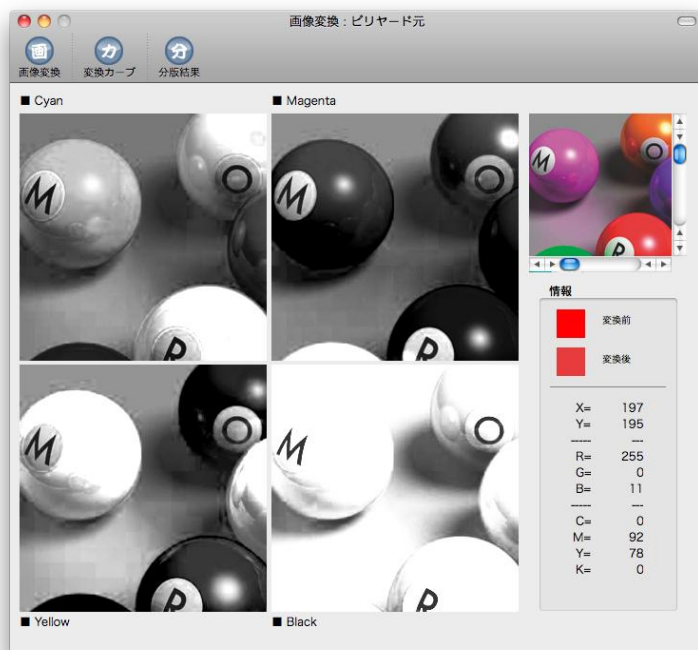 画像変換：ビリヤード元
画 カ 分
画像変換 変換カーブ 分版結果
■ Cyan
■ Magenta
M O R
M O R
M O R
M O R
M O R
■ Yellow
■ Black
情報
変換前
変換後
X= 197
Y= 195
----- ---
R= 255
G= 0
B= 11
----- ---
C= 0
M= 92
Y= 78
K= 0